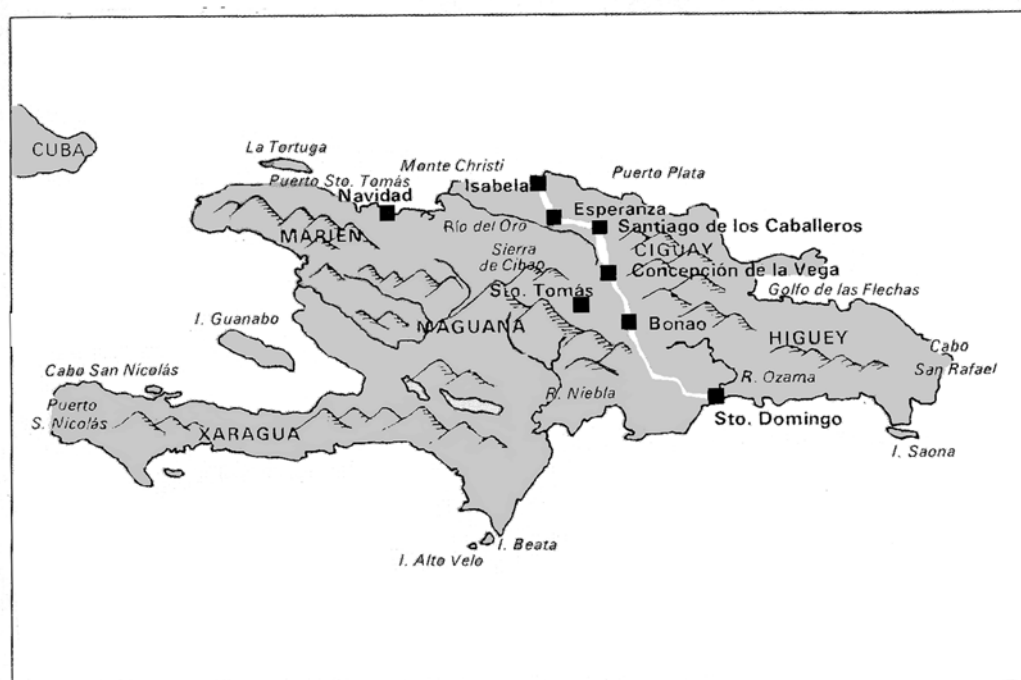 CUBA
La Tortuga
Monte Christi
Puerto Plata
Puerto Sto. Tomás
Isabela
Navidad
Esperanza
Río del Oro
Santiago de los Caballeros
MARIEN
Sierra
de Cibao
CIGUAY
Concepción de la Vega
Sto. Tomás
Golfo de las Flechas
I. Guanabo
MAGUANA
Bonao
HIGUEY
Cabo
San Rafael
Cabo San Nicolás
R. Ozama
R. Niebla
Puerto
S. Nicolás
XARAGUA
Sto. Domingo
I. Saona
I. Beata
I. Alto Velo